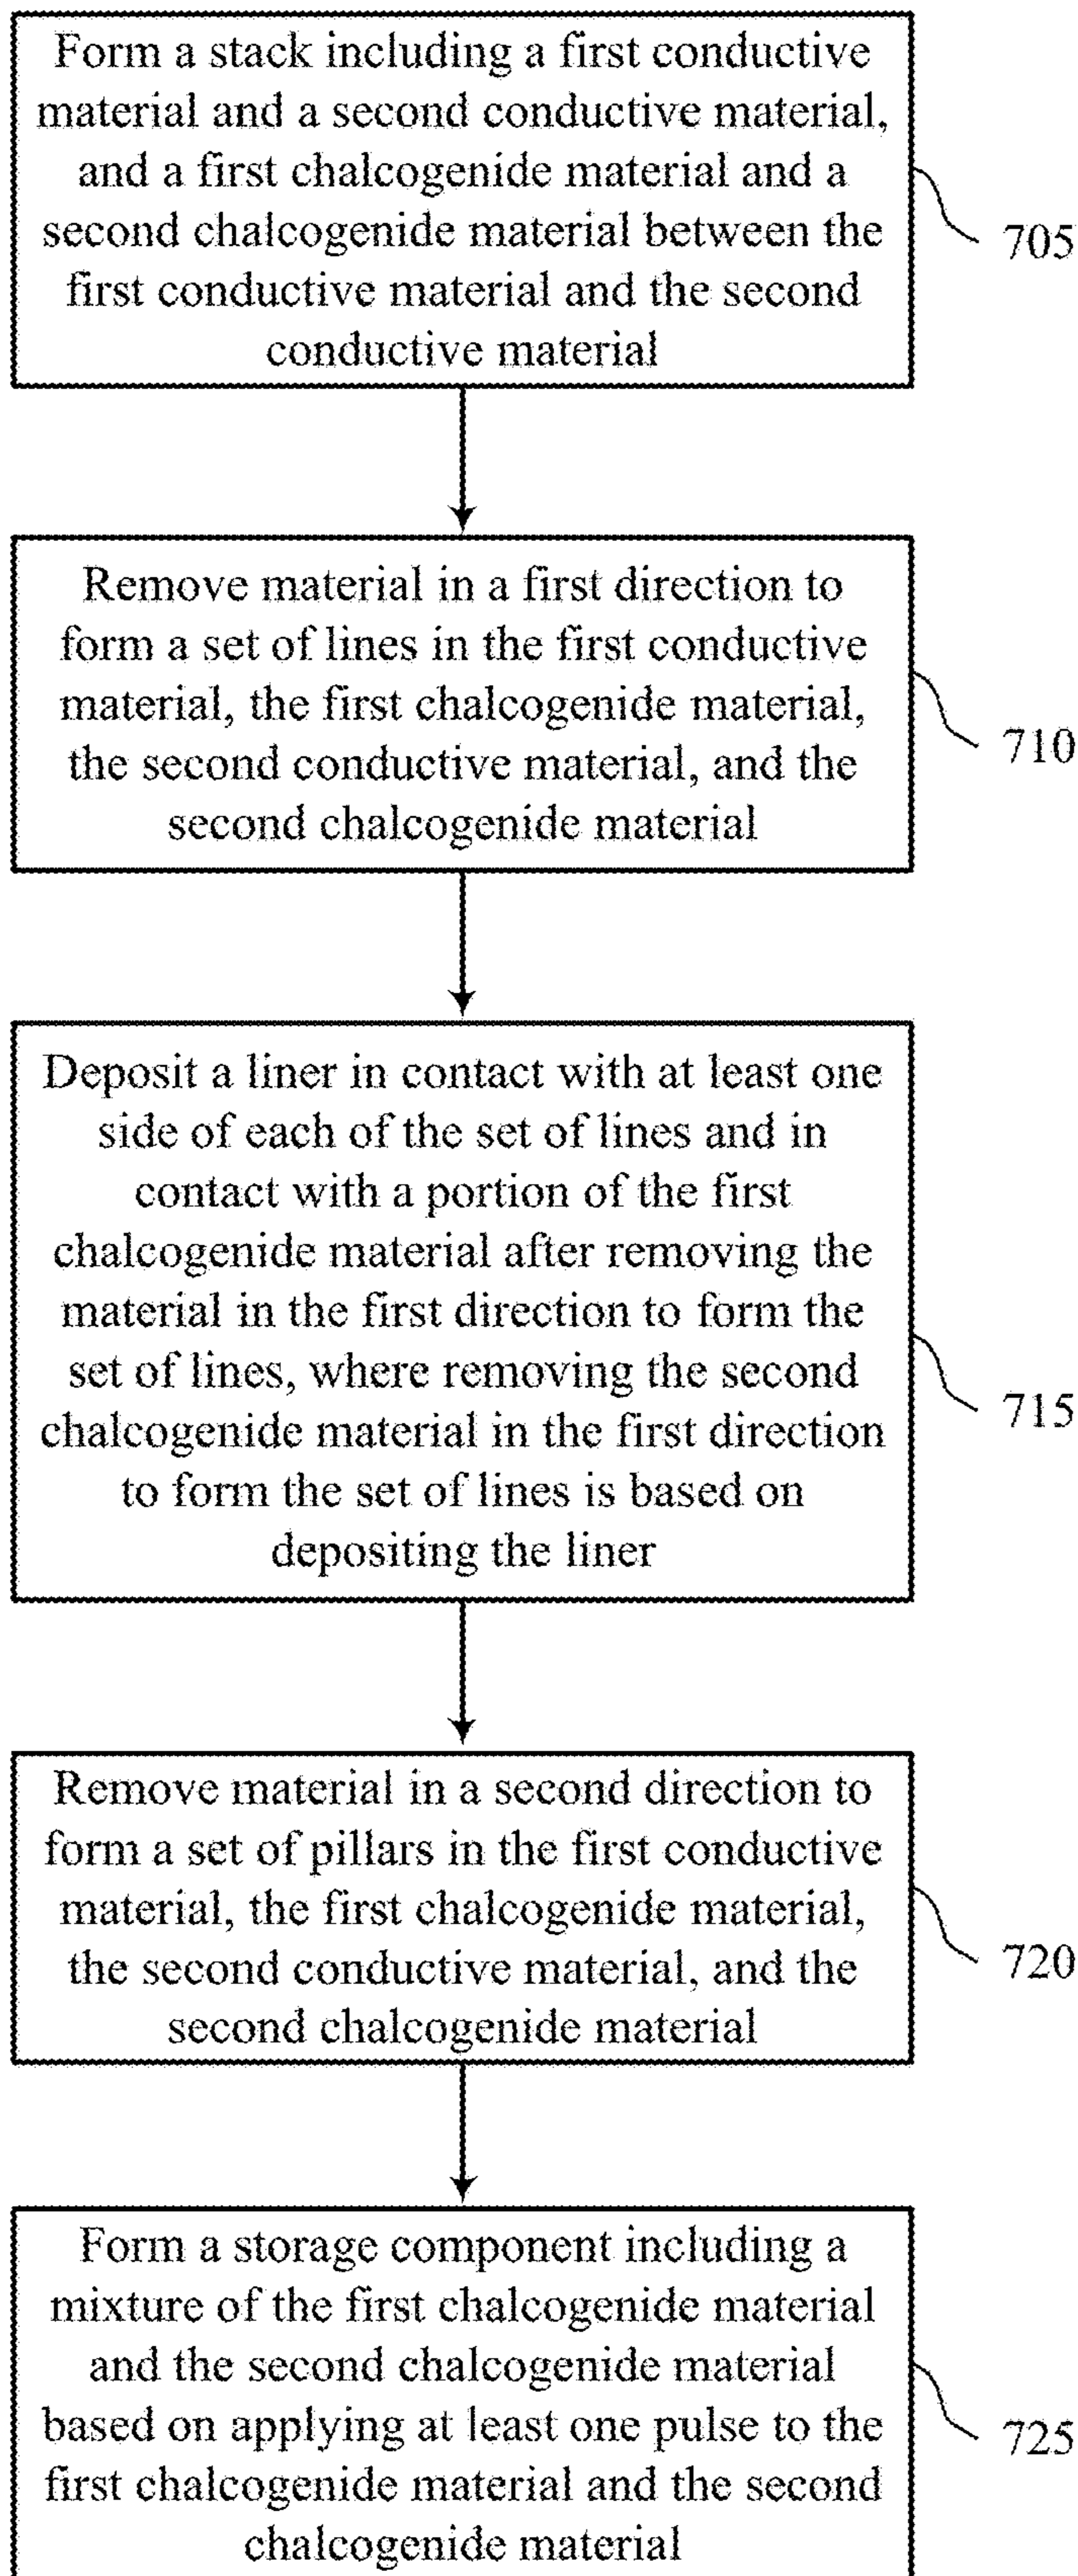 Form a stack including a first conductive
material and a second conductive material,
and a first chalcogenide material and a
second chalcogenide material between the
first conductive material and the second
conductive material
705
Remove material in a first direction to
form a set of lines in the first conductive
material, the first chalcogenide material,
the second conductive material, and the
second chalcogenide material
710
Deposit a liner in contact with at least one
side of each of the set of lines and in
contact with a portion of the first
chalcogenide material after removing the
material in the first direction to form the
set of lines, where removing the second
chalcogenide material in the first direction
to form the set of lines is based on
depositing the liner
715
Remove material in a second direction to
form a set of pillars in the first conductive
material, the first chalcogenide material,
the second conductive material, and the
second chalcogenide material
720
Form a storage component including a
mixture of the first chalcogenide material
and the second chalcogenide material
based on applying at least one pulse to the
first chalcogenide material and the second
chalcogenide material
725